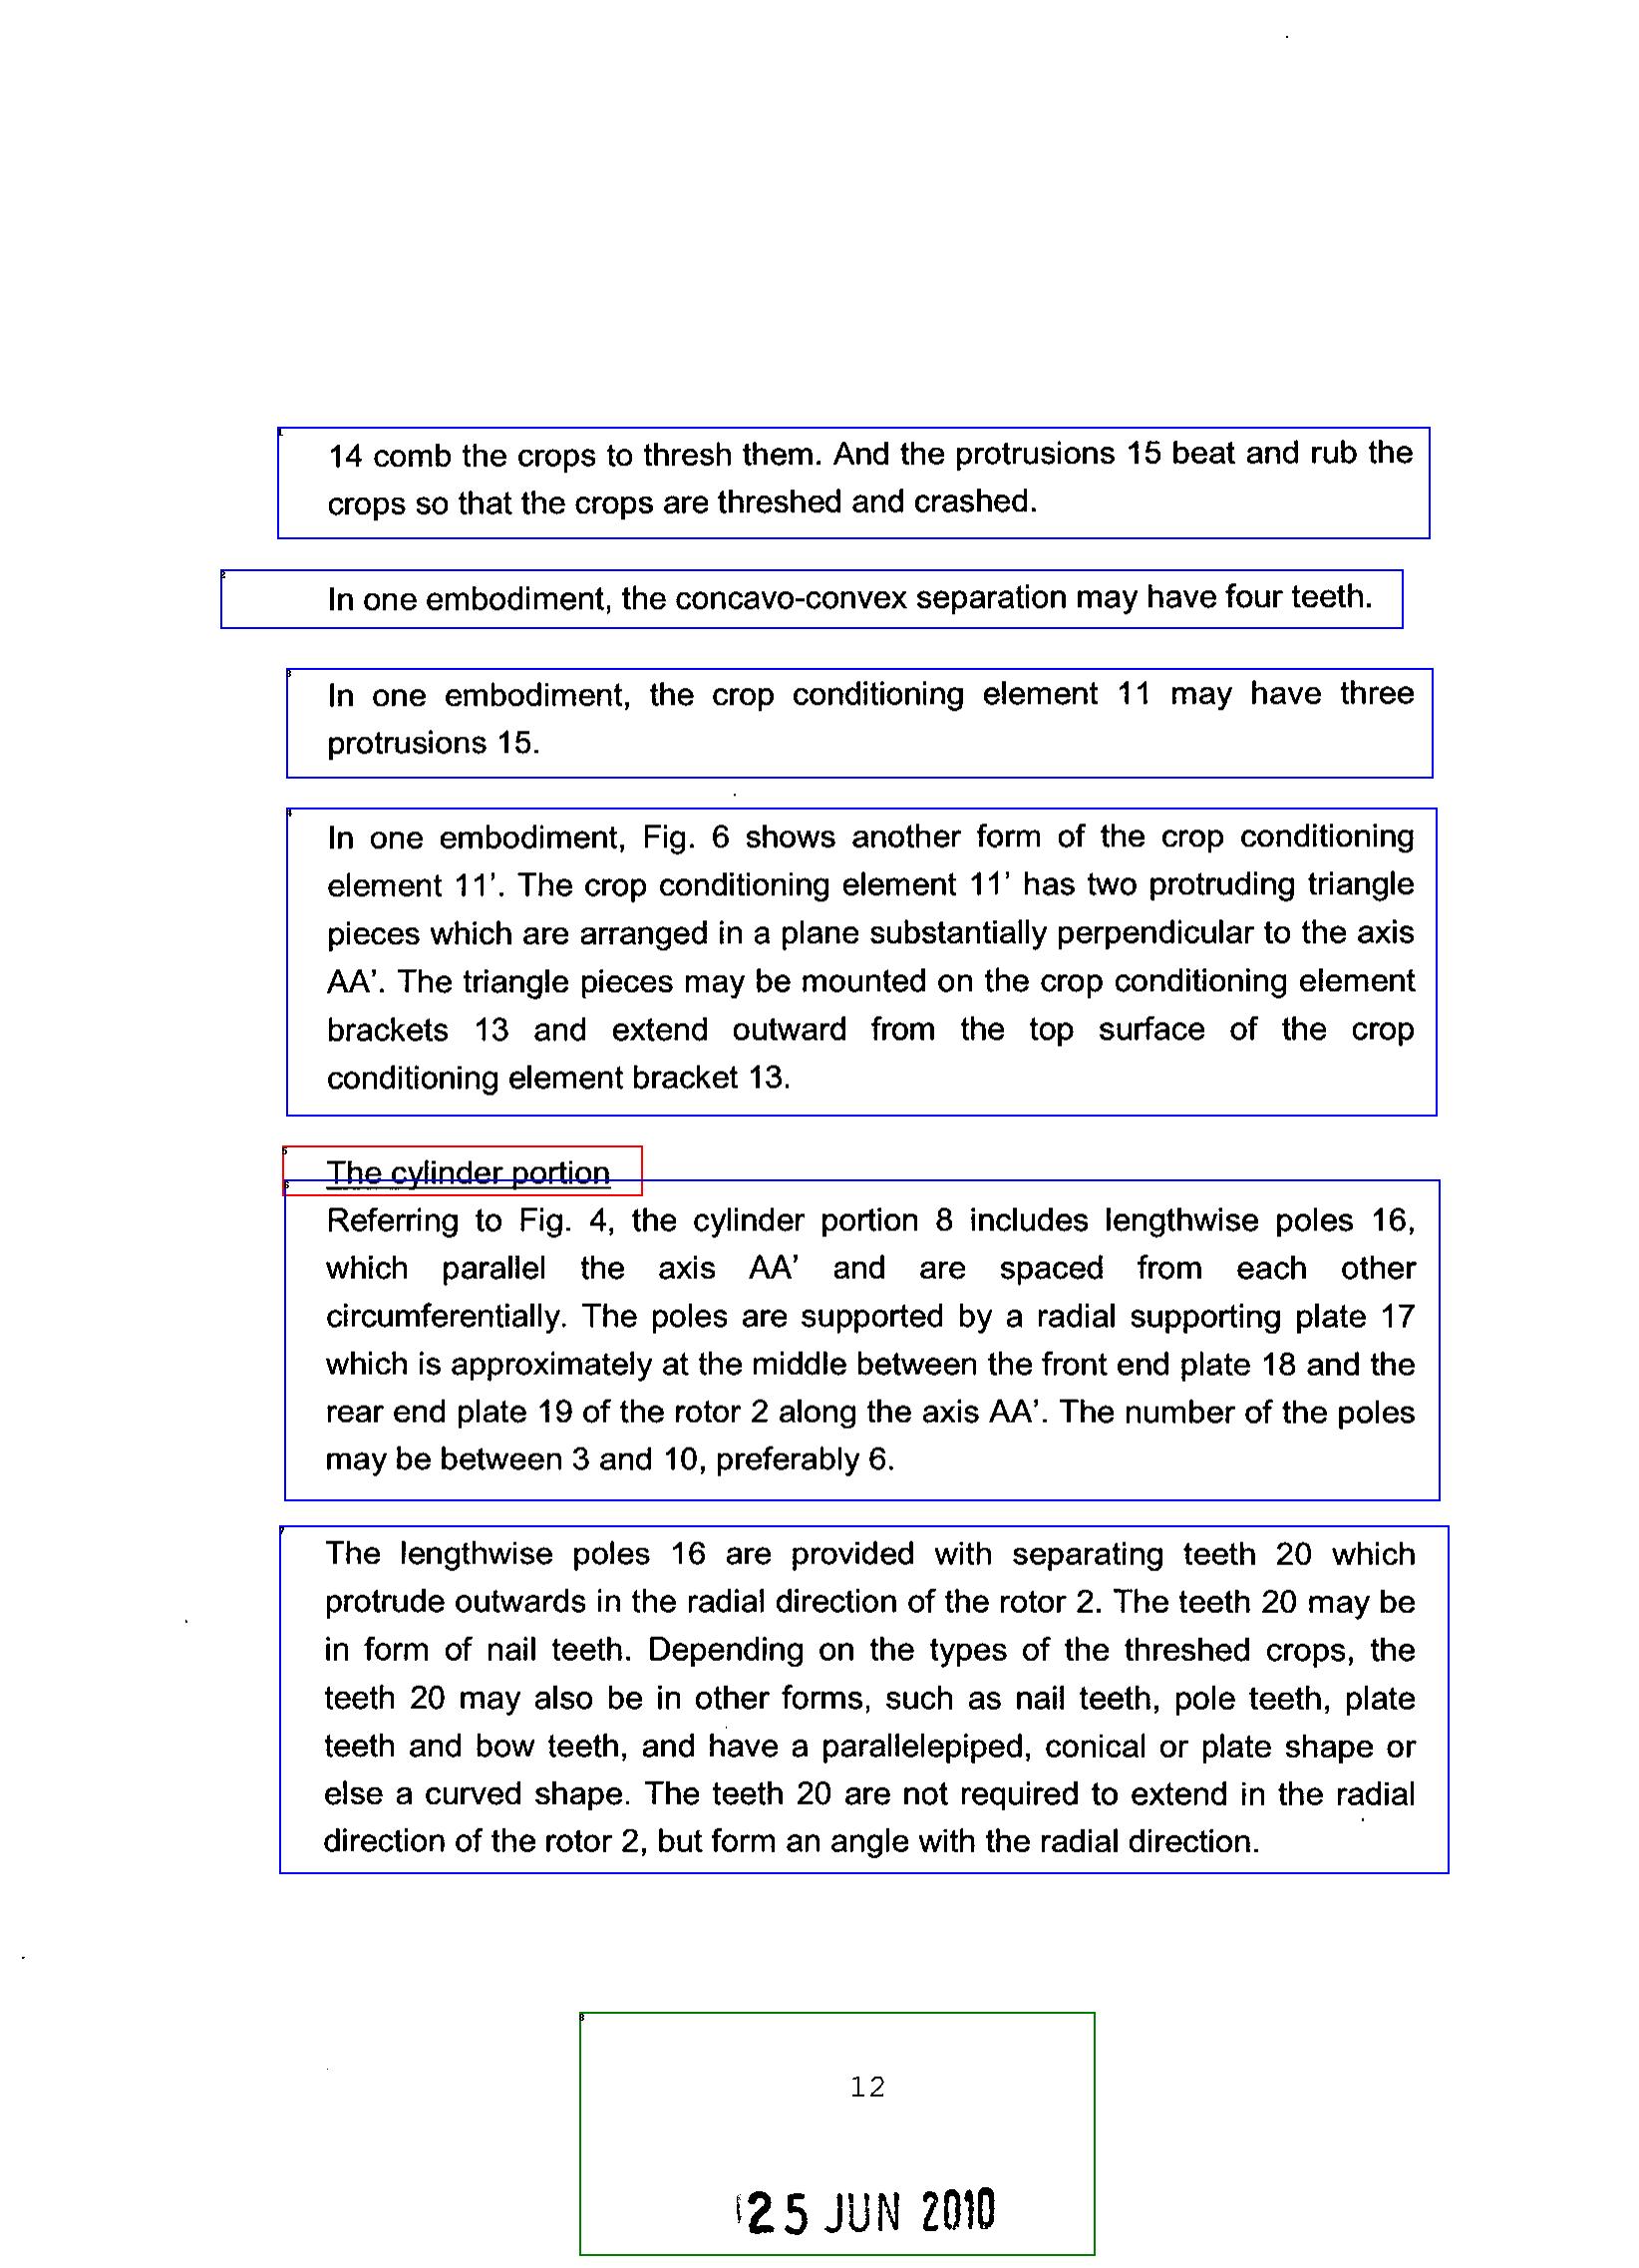 14 comb the crops to thresh them. And the protrusions 15 beat and rub the
crops so that the crops are threshed and crashed.
In one embodiment, the concavo-convex separation may have four teeth.
In one embodiment, the crop conditioning element 11 may have three
protrusions 15.
In one embodiment, Fig. 6 shows another form of the crop conditioning
element 11'. The crop conditioning element 11' has two protruding triangle
pieces which are arranged in a plane substantially perpendicular to the axis
AA'. The triangle pieces may be mounted on the crop conditioning element
brackets 13 and extend outward from the top surface of the crop
conditioning element bracket 13.
The cylinder portion
Referring to Fig. 4, the cylinder portion 8 includes lengthwise poles 16,
which parallel the axis AA' and are spaced from each other
circumferentially. The poles are supported by a radial supporting plate 17
which is approximately at the middle between the front end plate 18 and the
rear end plate 19 of the rotor 2 along the axis AA'. The number of the poles
may be between 3 and 10, preferably 6.
The lengthwise poles 16 are provided with separating teeth 20 which
protrude outwards in the radial direction of the rotor 2. The teeth 20 may be
in form of nail teeth. Depending on the types of the threshed crops, the
teeth 20 may also be in other forms, such as nail teeth, pole teeth, plate
teeth and bow teeth, and have a parallelepiped, conical or plate shape or
else a curved shape. The teeth 20 are not required to extend in the radial
direction of the rotor 2, but form an angle with the radial direction.
12
25 JUN 2010